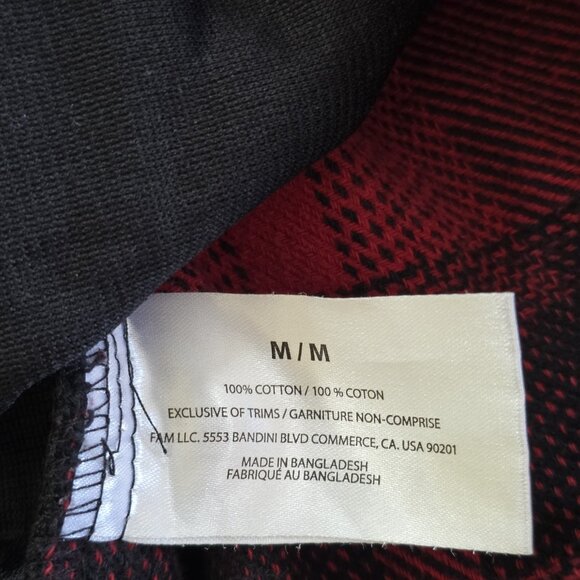 M / M
100% COTTON / 100 % COTON
EXCLUSIVE OF TRIMS / GARNITURE NON-COMPRISE
FAM LLC. 5553 BANDINI BLVD COMMERCE, CA. USA 90201
MADE IN BANGLADESH
FABRIQUÉ AU BANGLADESH